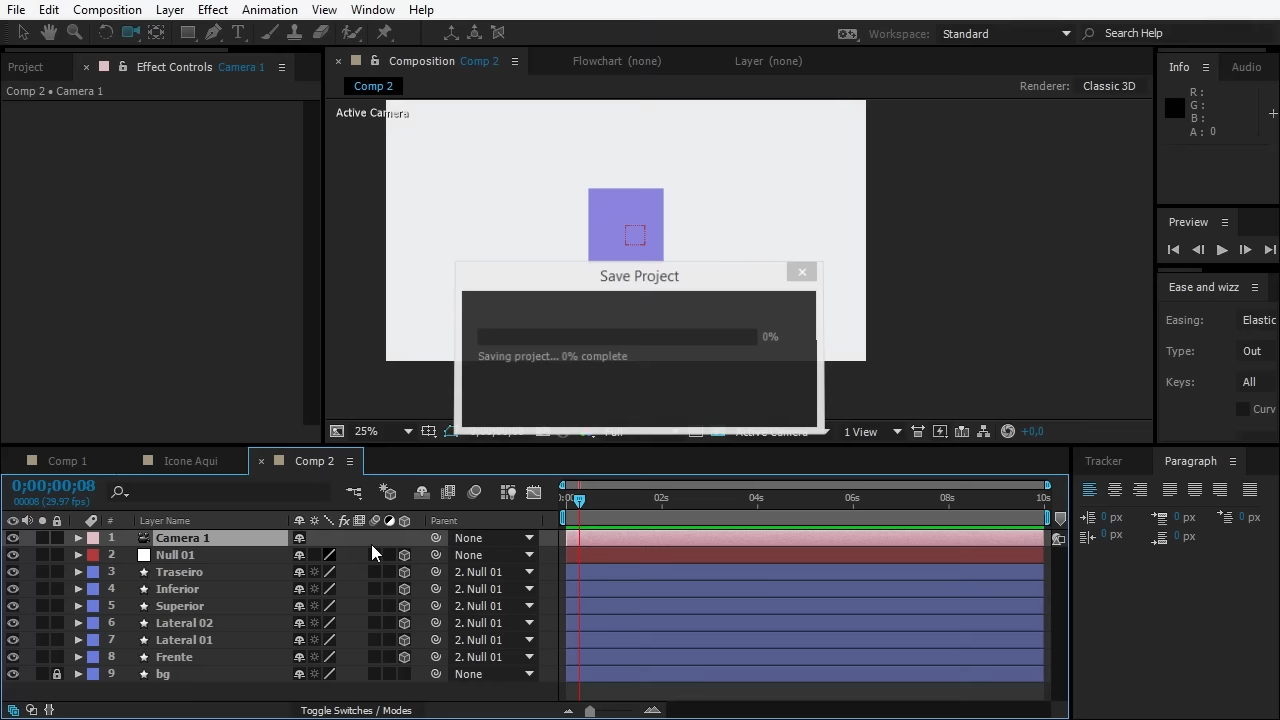 File Edit Composition Layer Effect Animation View Window Help
Workspace: Standard Search Help
Project Effect Controls Camera 1
Composition Comp 2 Flowchart (none) Layer (none)
Info Audio
Comp 2 • Camera 1
Comp 2
Renderer: Classic 3D
Active Camera
R :
G :
B :
A : 0
Preview
Save Project
0%
Saving project... 0% complete
Ease and wizz
Easing: Elastic
Type: Out
Keys: All
Curv
25% 1 View +0,0
Comp 1 Icone Aqui Comp 2
Tracker Paragraph
0;00;00;08
00008 (29.97 fps)
02s 04s 06s 08s 10s
# Layer Name fx Parent
1 Camera 1 None
2 Null 01 None
3 Traseiro 2. Null 01
4 Inferior 2. Null 01
5 Superior 2. Null 01
6 Lateral 02 2. Null 01
7 Lateral 01 2. Null 01
8 Frente 2. Null 01
9 bg None
0 px 0 px 0 px
0 px 0 px
Toggle Switches / Modes